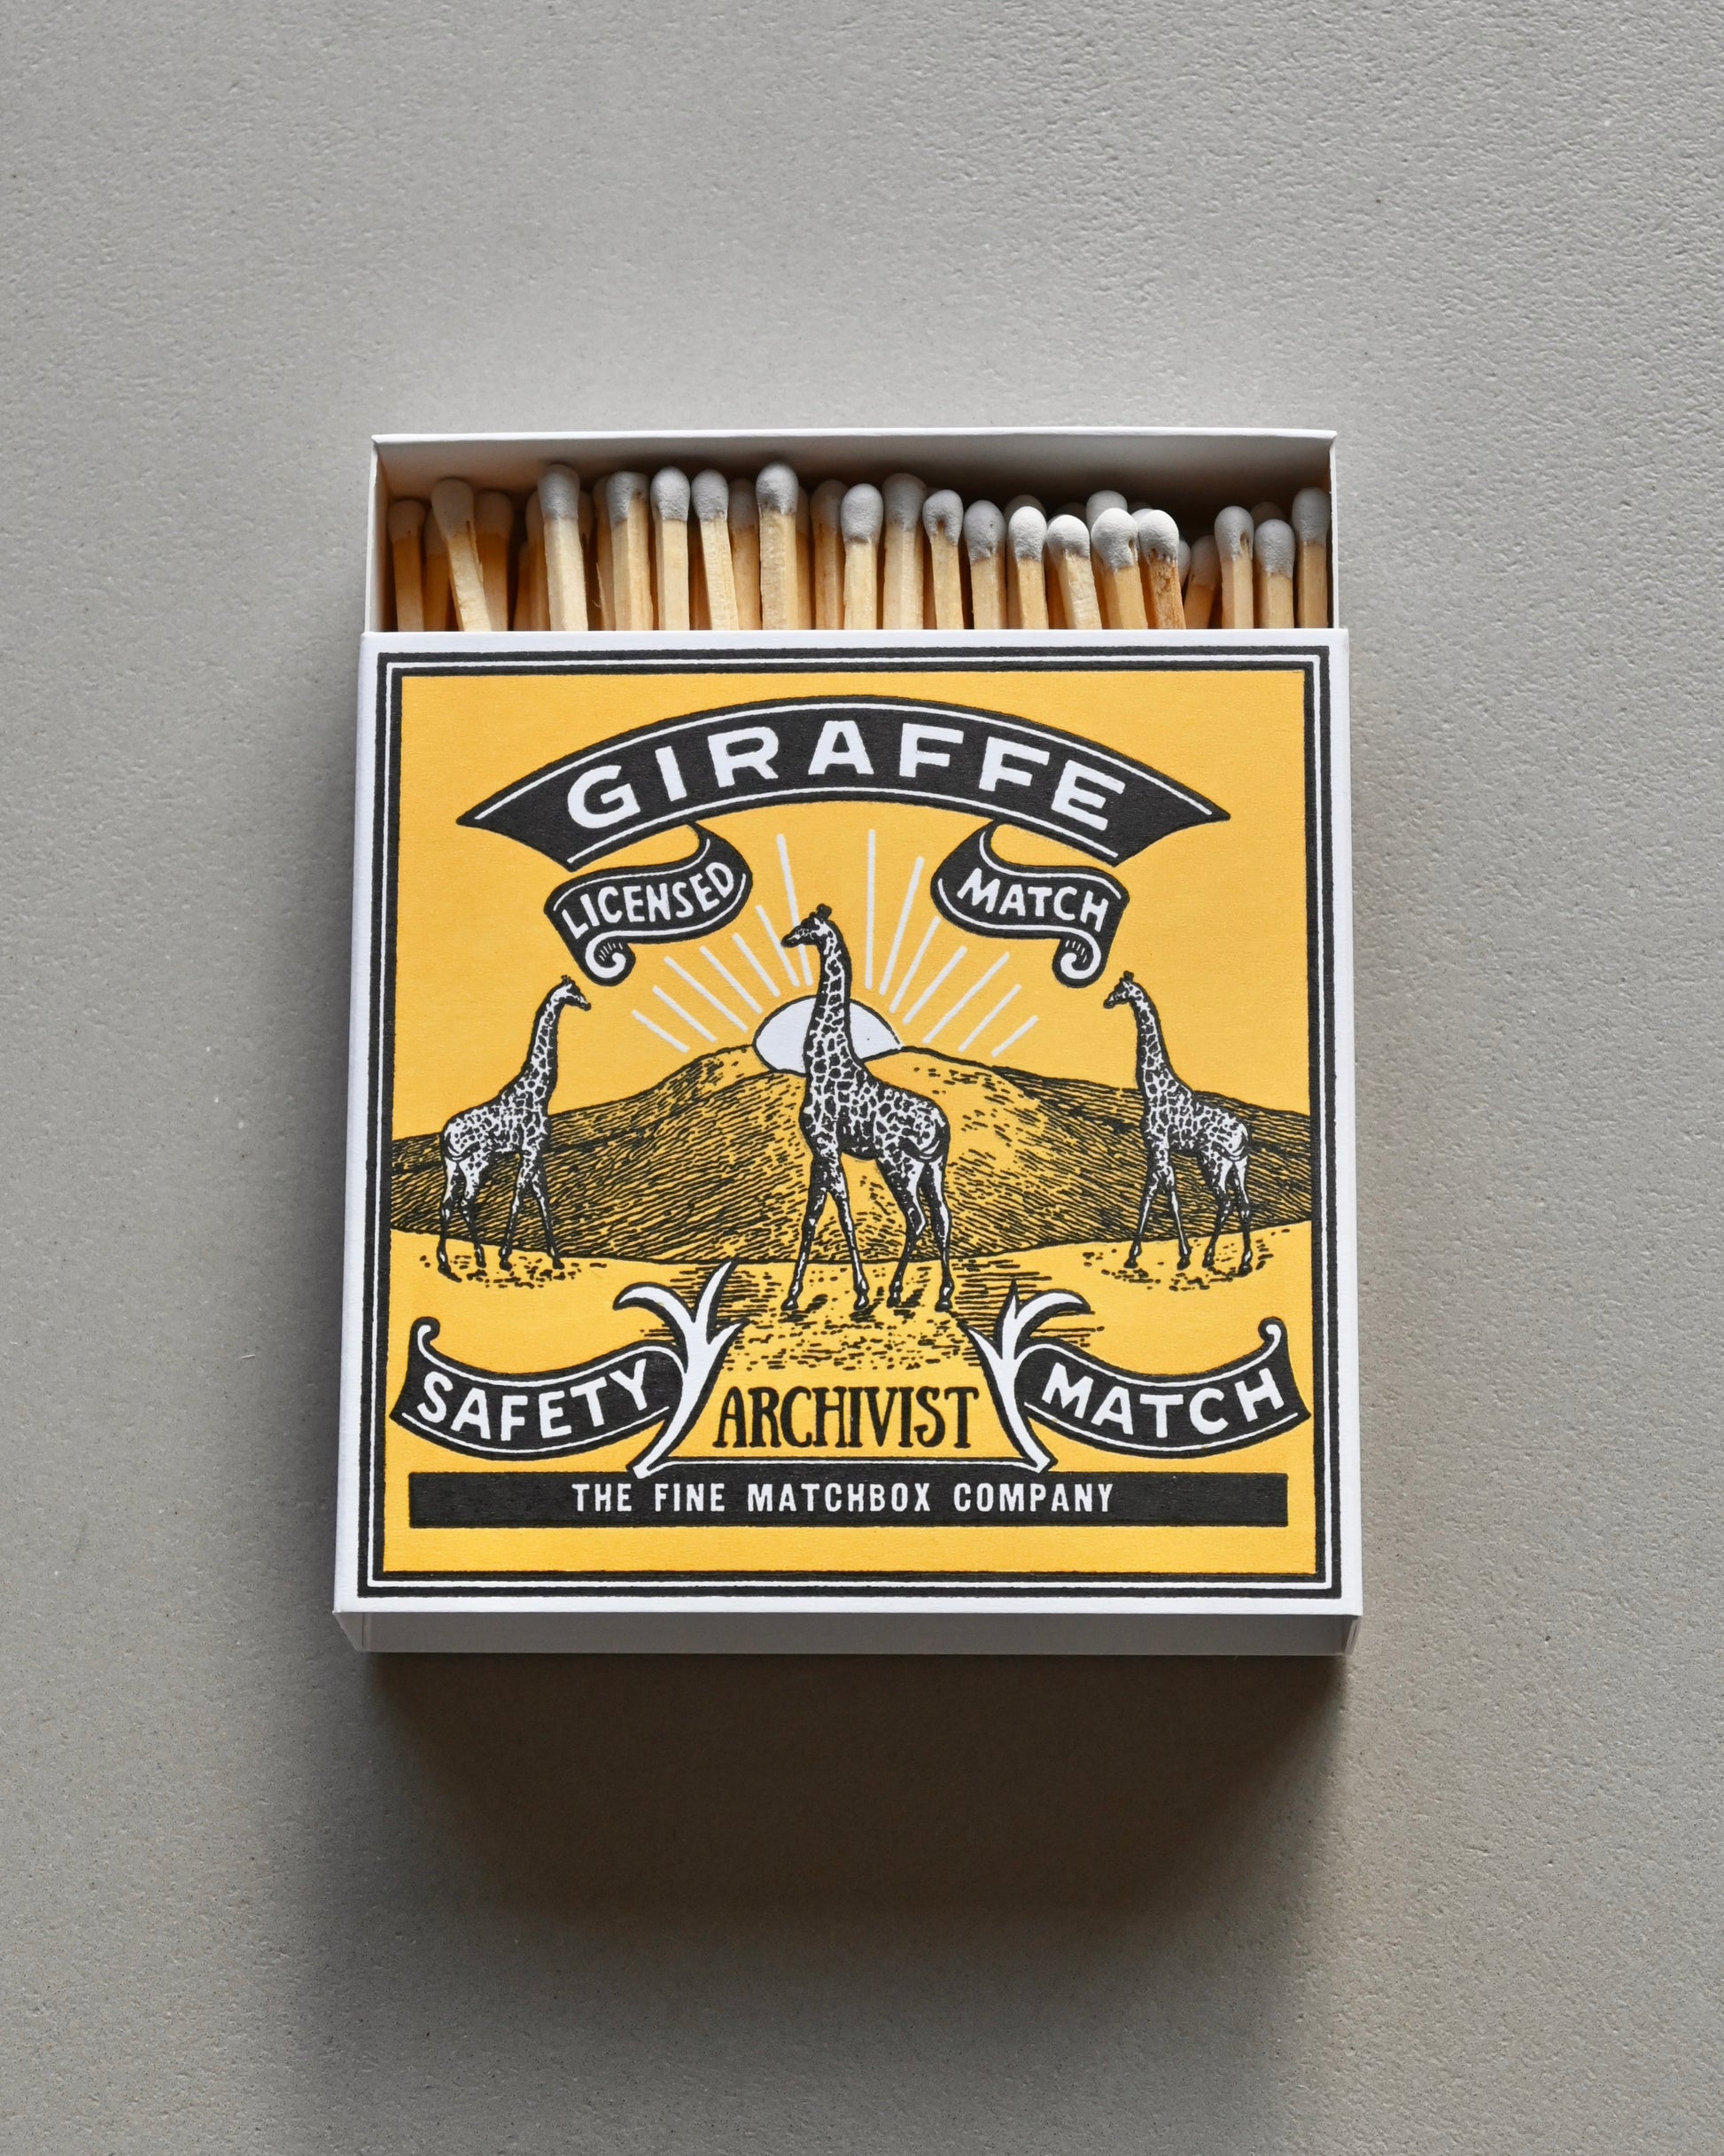 GIRAFFE
LICENSED MATCH
SAFETY ARCHIVIST MATCH
THE FINE MATCHBOX COMPANY